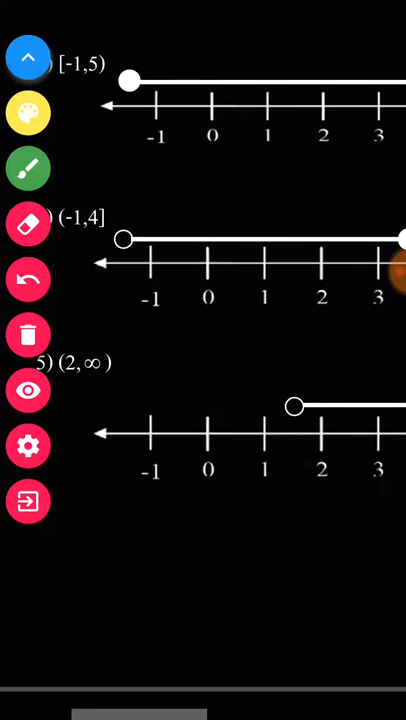 ) [-1,5)
-1 0 1 2 3
) (-1,4]
-1 0 1 2 3
5) (2,∞)
-1 0 1 2 3